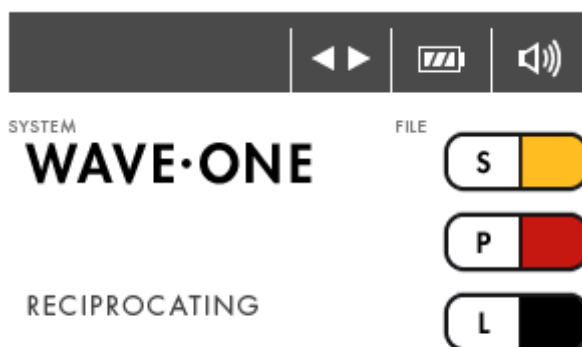 SYSTEM
WAVE·ONE
RECIPROCATING
FILE
S
P
L